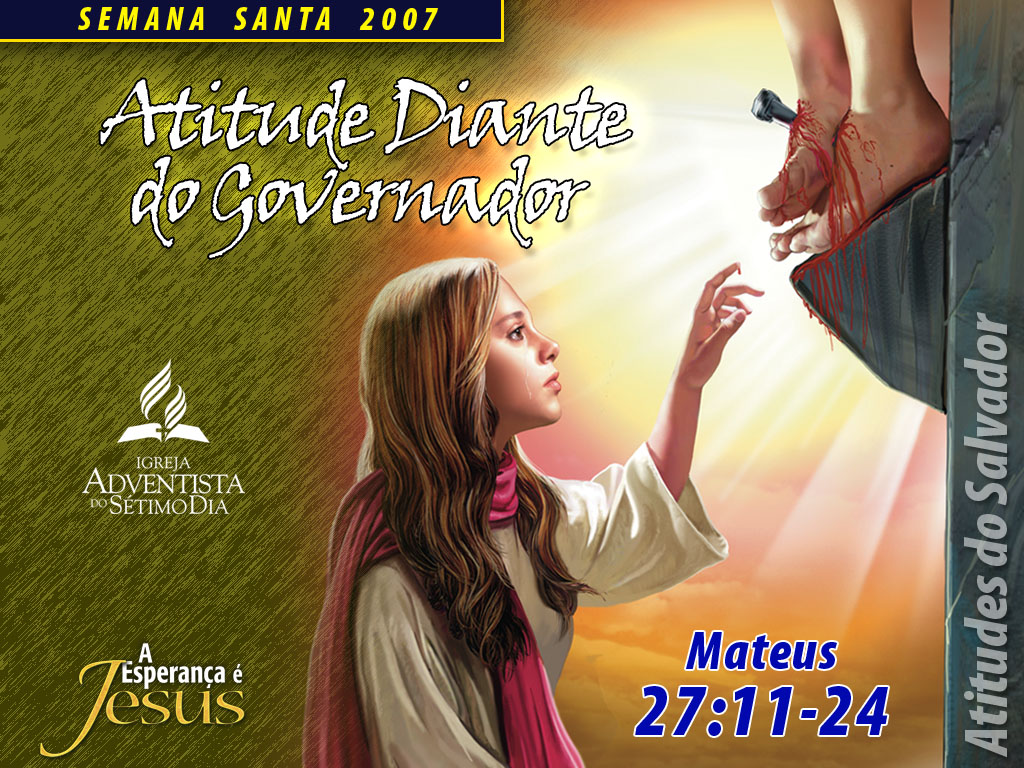 SEMANA SANTA 2007
Atitude Diante
do Governador
IGREJA
ADVENTISTA
DO SÉTIMO DIA
A
Esperança é
Jesus
Mateus
27:11-24
Atitudes do Salvador